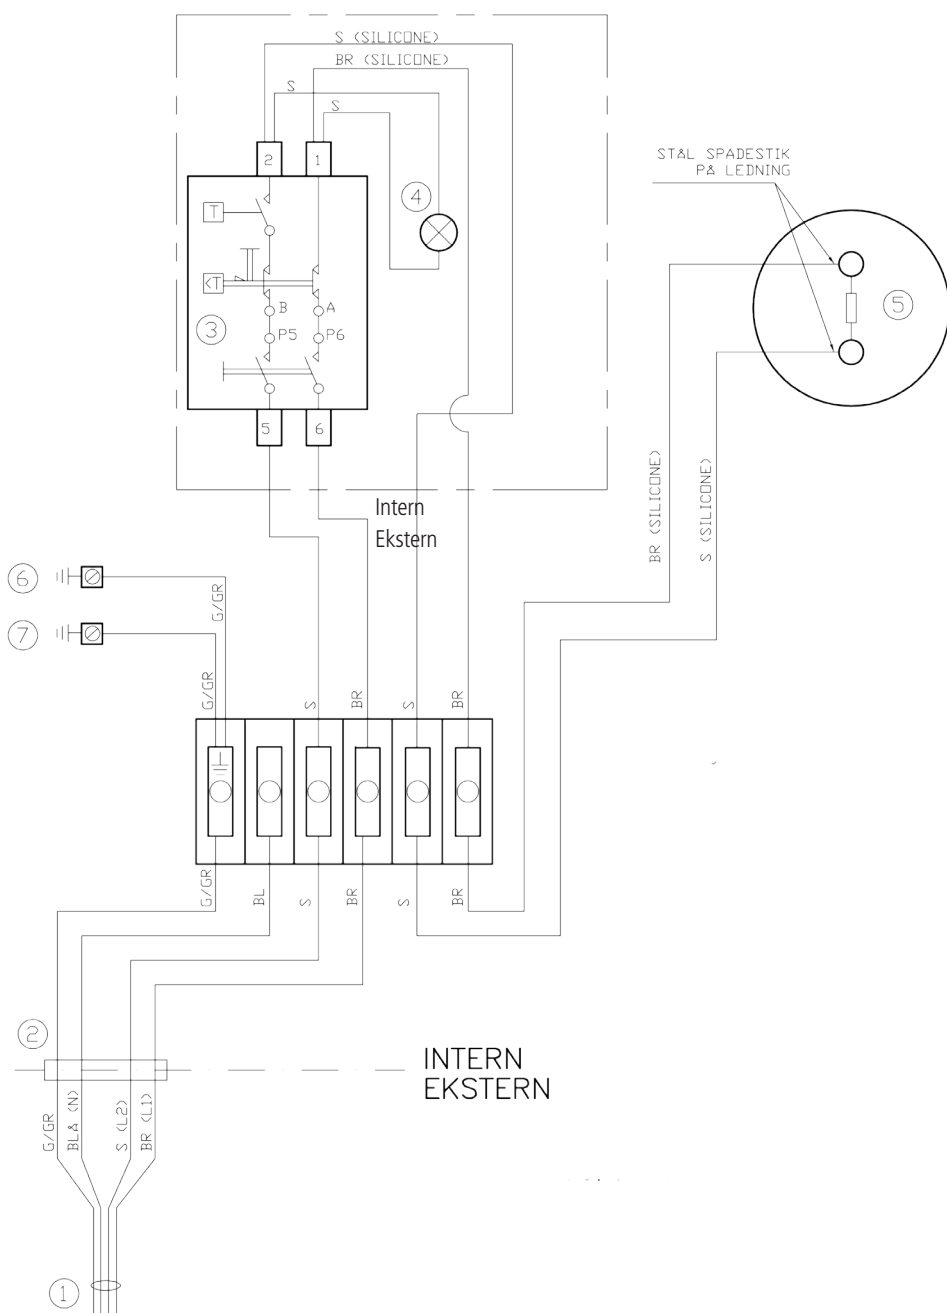 S (SILICONE)
BR (SILICONE)
S
S
2
1
T
4
STÅL SPADESTIK
PÅ LEDNING
<T
B
A
3
P5
P6
5
5
6
Intern
Ekstern
BR (SILICONE)
S (SILICONE)
6
G/GR
7
G/GR
S
BR
S
BR
G/GR
BL
S
BR
S
BR
2
INTERN
EKSTERN
G/GR
BLÅ (N)
S (L2)
BR (L1)
1